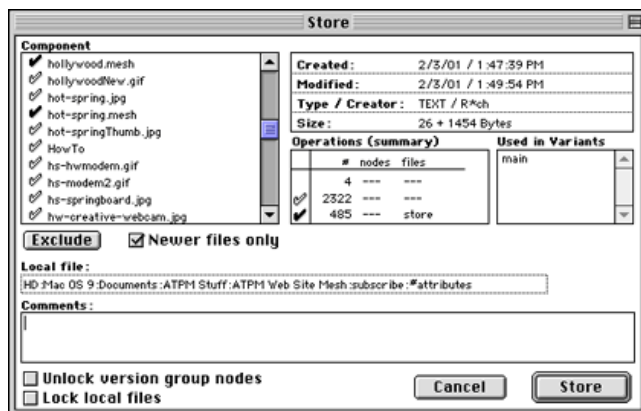 Store
Component
hollywood.mesh
hollywoodNew.gif
hot-spring.jpg
hot-spring.mesh
hot-springThumb.jpg
HowTo
hs-hwmodem.gif
hs-modem2.gif
hs-springboard.jpg
hw-creative-webcam.jpg
Created: 2/3/01 / 1:47:39 PM
Modified: 2/3/01 / 1:49:54 PM
Type / Creator: TEXT / R*ch
Size: 26 + 1454 Bytes
Operations (summary)
# nodes files
4 --- ---
2322 --- ---
485 --- store
Used in Variants
main
Exclude
Newer files only
Local file:
HD:Mac OS 9:Documents:ATPM Stuff:ATPM Web Site Mesh:subscribe:#attributes
Comments:
Unlock version group nodes
Lock local files
Cancel
Store